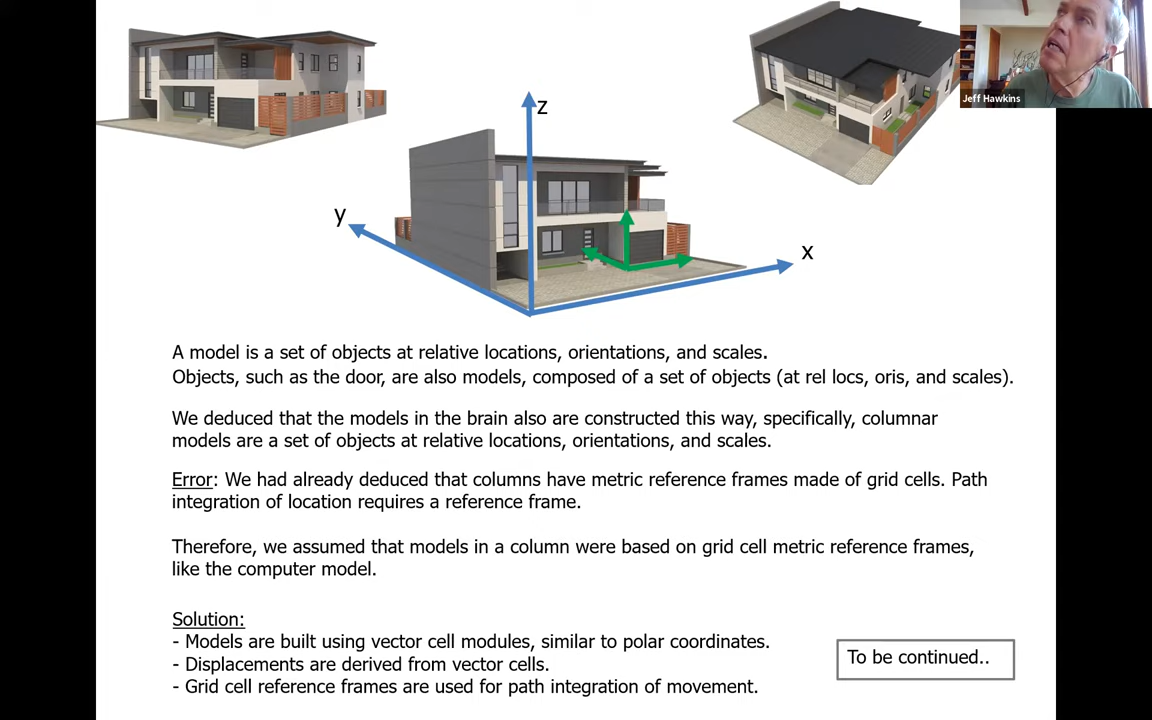 Jeff Hawkins
z
y
x
A model is a set of objects at relative locations, orientations, and scales.
Objects, such as the door, are also models, composed of a set of objects (at rel locs, oris, and scales).
We deduced that the models in the brain also are constructed this way, specifically, columnar
models are a set of objects at relative locations, orientations, and scales.
Error: We had already deduced that columns have metric reference frames made of grid cells. Path
integration of location requires a reference frame.
Therefore, we assumed that models in a column were based on grid cell metric reference frames,
like the computer model.
Solution:
- Models are built using vector cell modules, similar to polar coordinates.
- Displacements are derived from vector cells.
- Grid cell reference frames are used for path integration of movement.
To be continued..